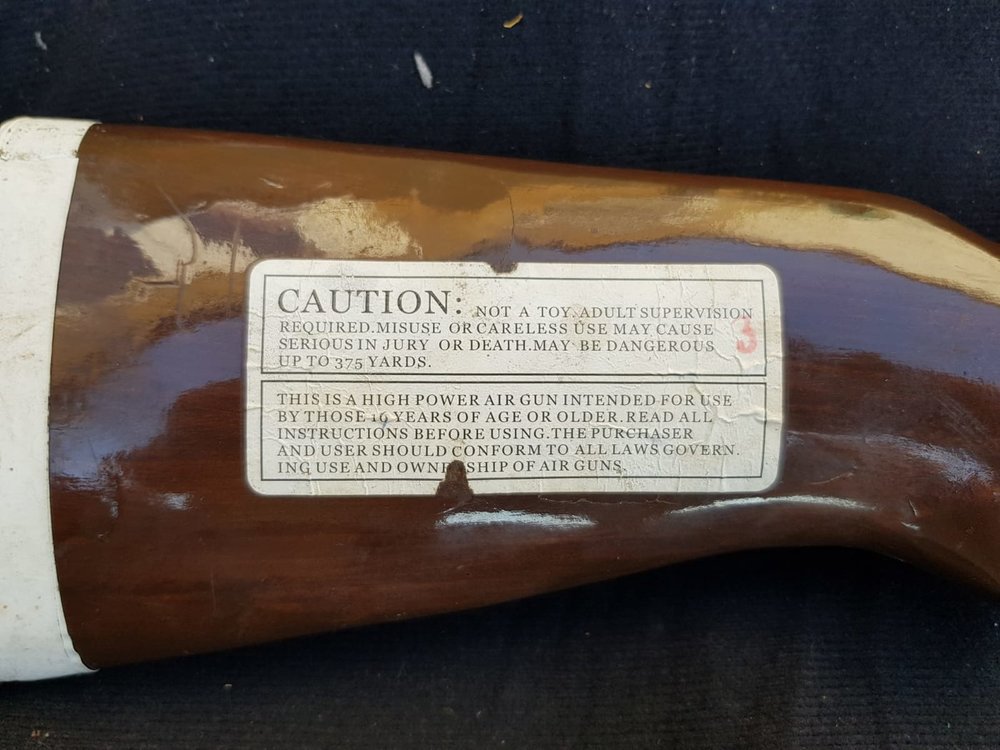 CAUTION: NOT A TOY. ADULT SUPERVISION
REQUIRED.MISUSE OR CARELESS USE MAY CAUSE
SERIOUS IN JURY OR DEATH.MAY BE DANGEROUS
UP TO 375 YARDS.
3
THIS IS A HIGH POWER AIR GUN INTENDED FOR USE
BY THOSE 16 YEARS OF AGE OR OLDER.READ ALL
INSTRUCTIONS BEFORE USING.THE PURCHASER
AND USER SHOULD CONFORM TO ALL LAWS GOVERN.
ING USE AND OWNERSHIP OF AIR GUNS.